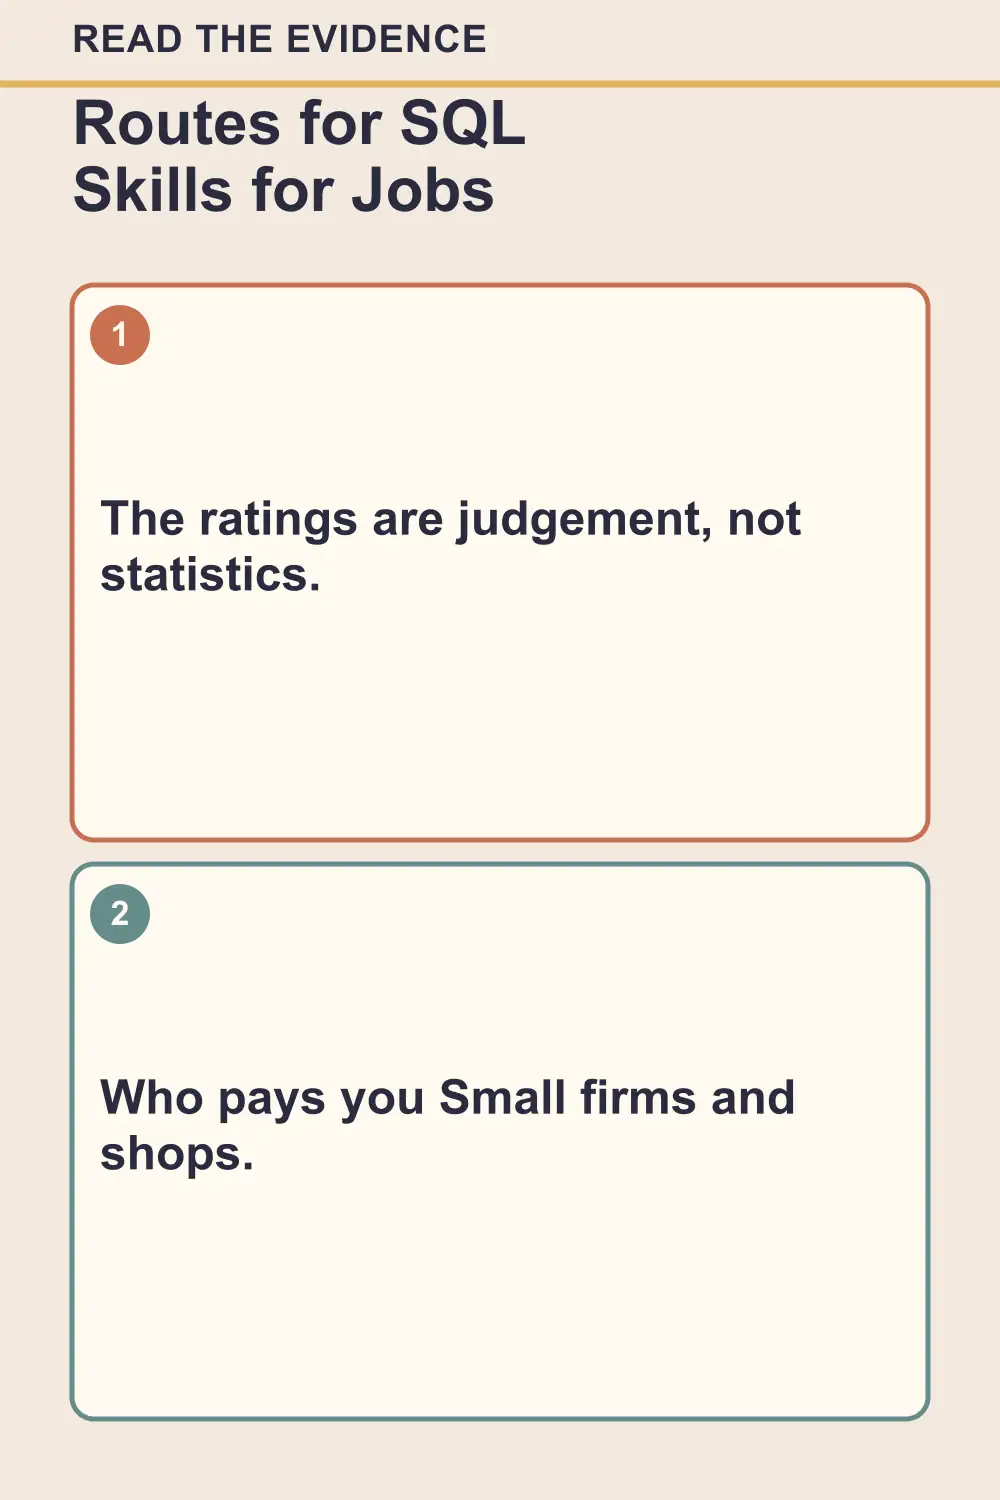 READ THE EVIDENCE
Routes for SQL
Skills for Jobs
1
The ratings are judgement, not
statistics.
2
Who pays you Small firms and
shops.